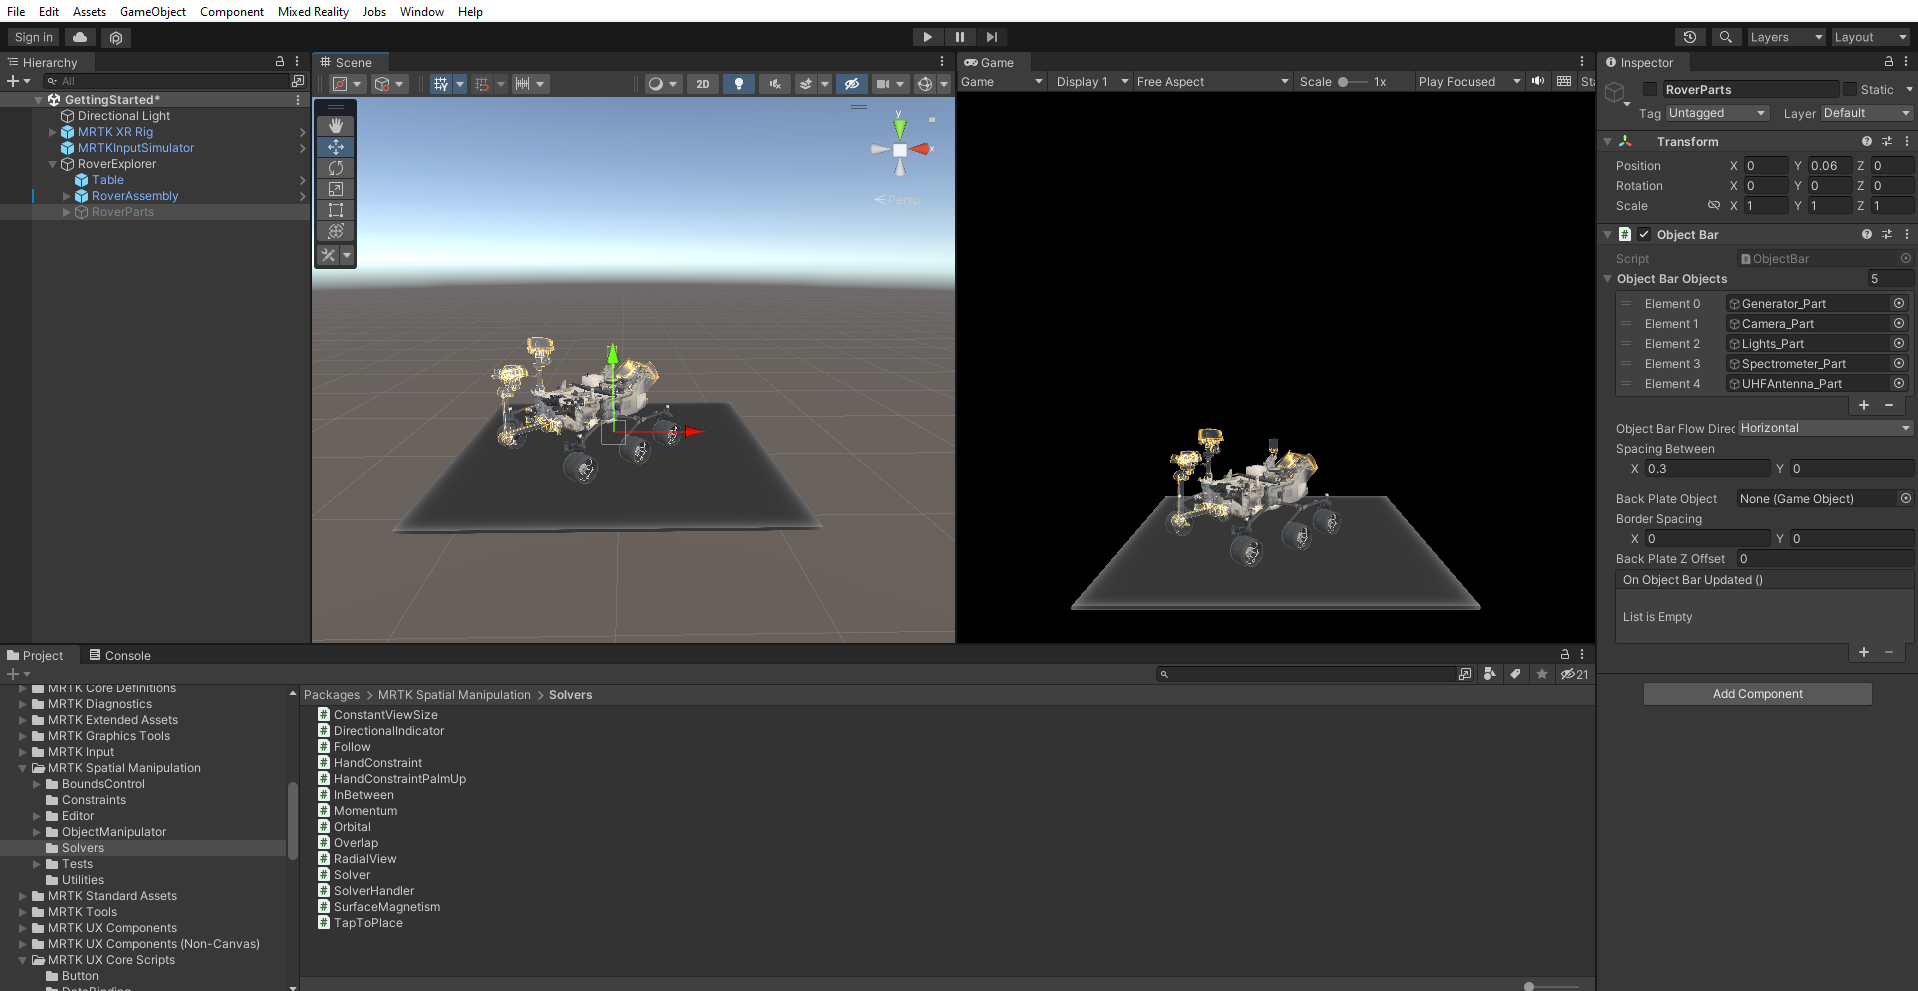 File Edit Assets GameObject Component Mixed Reality Jobs Window Help
Sign in
Layers
Layout
Hierarchy
All
GettingStarted*
Directional Light
MRTK XR Rig
MRTKInputSimulator
RoverExplorer
Table
RoverAssembly
RoverParts
Scene
2D
y
x
Persp
Game
Game Display 1 Free Aspect Scale 1x Play Focused Sta
Inspector
RoverParts Static
Tag Untagged Layer Default
Transform
Position X 0 Y 0.06 Z 0
Rotation X 0 Y 0 Z 0
Scale X 1 Y 1 Z 1
# Object Bar
Script ObjectBar
Object Bar Objects 5
Element 0 Generator_Part
Element 1 Camera_Part
Element 2 Lights_Part
Element 3 Spectrometer_Part
Element 4 UHFAntenna_Part
Object Bar Flow Direc Horizontal
Spacing Between
X 0.3 Y 0
Back Plate Object None (Game Object)
Border Spacing
X 0 Y 0
Back Plate Z Offset 0
On Object Bar Updated ()
List is Empty
Add Component
Project Console
21
MRTK Core Definitions
MRTK Diagnostics
MRTK Extended Assets
MRTK Graphics Tools
MRTK Input
MRTK Spatial Manipulation
BoundsControl
Constraints
Editor
ObjectManipulator
Solvers
Tests
Utilities
MRTK Standard Assets
MRTK Tools
MRTK UX Components
MRTK UX Components (Non-Canvas)
MRTK UX Core Scripts
Button
DataBinding
Packages > MRTK Spatial Manipulation > Solvers
# ConstantViewSize
# DirectionalIndicator
# Follow
# HandConstraint
# HandConstraintPalmUp
# InBetween
# Momentum
# Orbital
# Overlap
# RadialView
# Solver
# SolverHandler
# SurfaceMagnetism
# TapToPlace